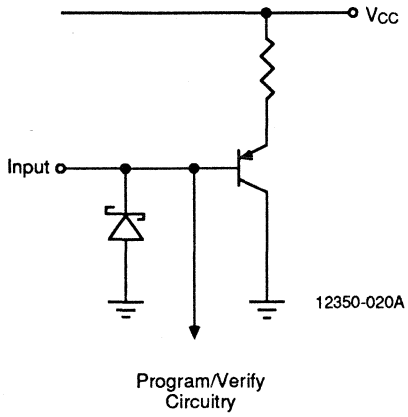 VCC
Input
12350-020A
Program/Verify
Circuitry